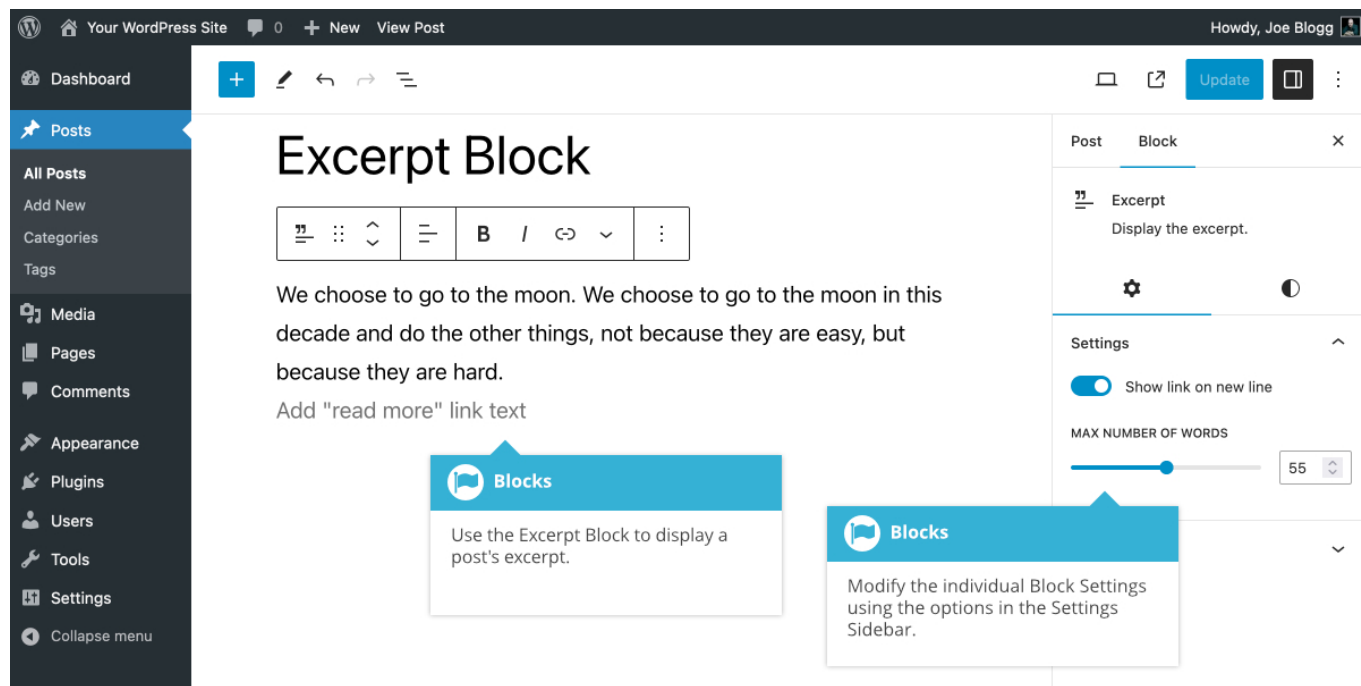 Your WordPress Site 0 New View Post Howdy, Joe Blogg
Dashboard
Posts
All Posts
Add New
Categories
Tags
Media
Pages
Comments
Appearance
Plugins
Users
Tools
Settings
Collapse menu
Update
Excerpt Block
B I
We choose to go to the moon. We choose to go to the moon in this
decade and do the other things, not because they are easy, but
because they are hard.
Add "read more" link text
Blocks
Use the Excerpt Block to display a
post's excerpt.
Post Block
Excerpt
Display the excerpt.
Settings
Show link on new line
MAX NUMBER OF WORDS
55
Blocks
Modify the individual Block Settings
using the options in the Settings
Sidebar.